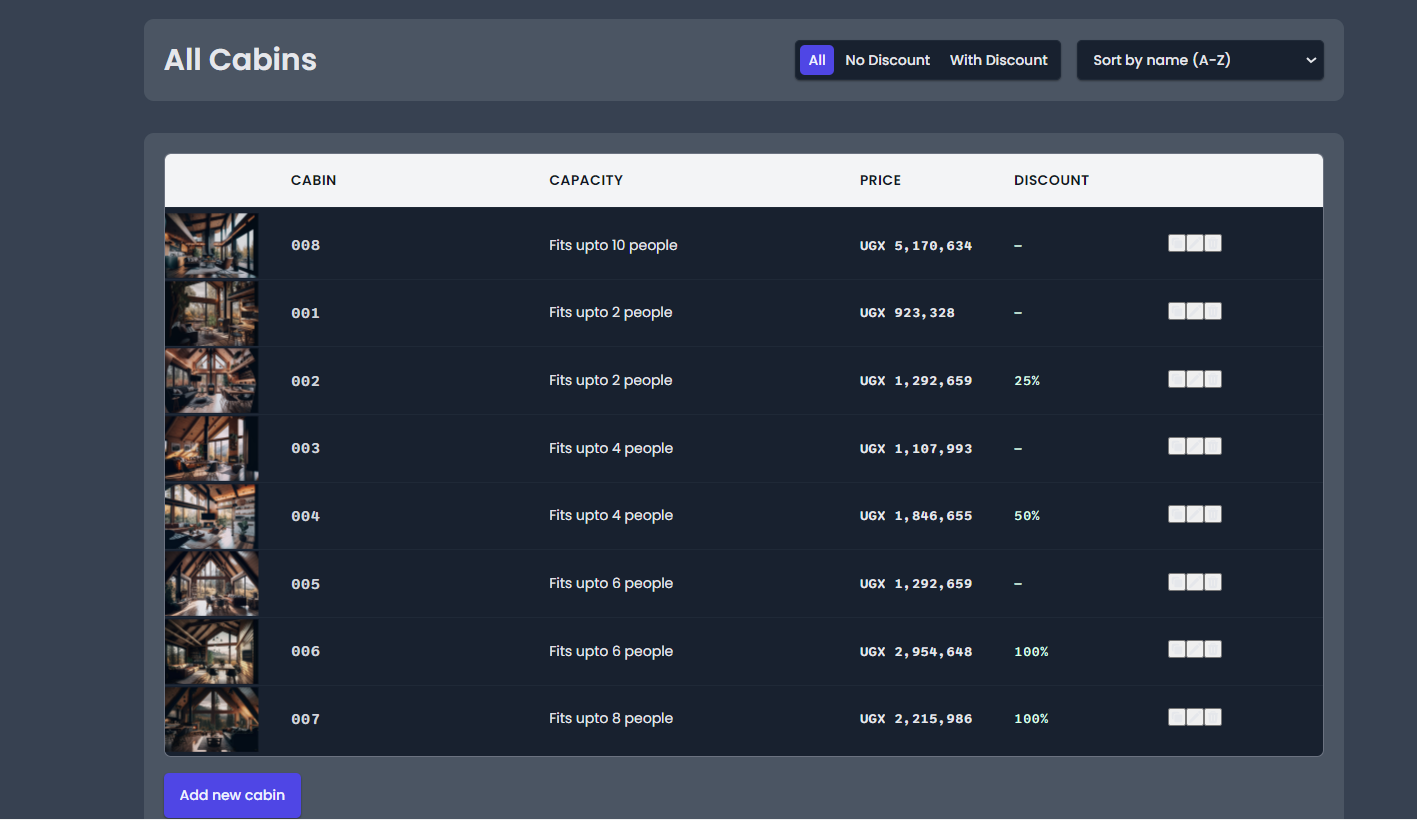 All Cabins
All No Discount With Discount Sort by name (A-Z)
CABIN CAPACITY PRICE DISCOUNT
008 Fits upto 10 people UGX 5,170,634 –
001 Fits upto 2 people UGX 923,328 –
002 Fits upto 2 people UGX 1,292,659 25%
003 Fits upto 4 people UGX 1,107,993 –
004 Fits upto 4 people UGX 1,846,655 50%
005 Fits upto 6 people UGX 1,292,659 –
006 Fits upto 6 people UGX 2,954,648 100%
007 Fits upto 8 people UGX 2,215,986 100%
Add new cabin